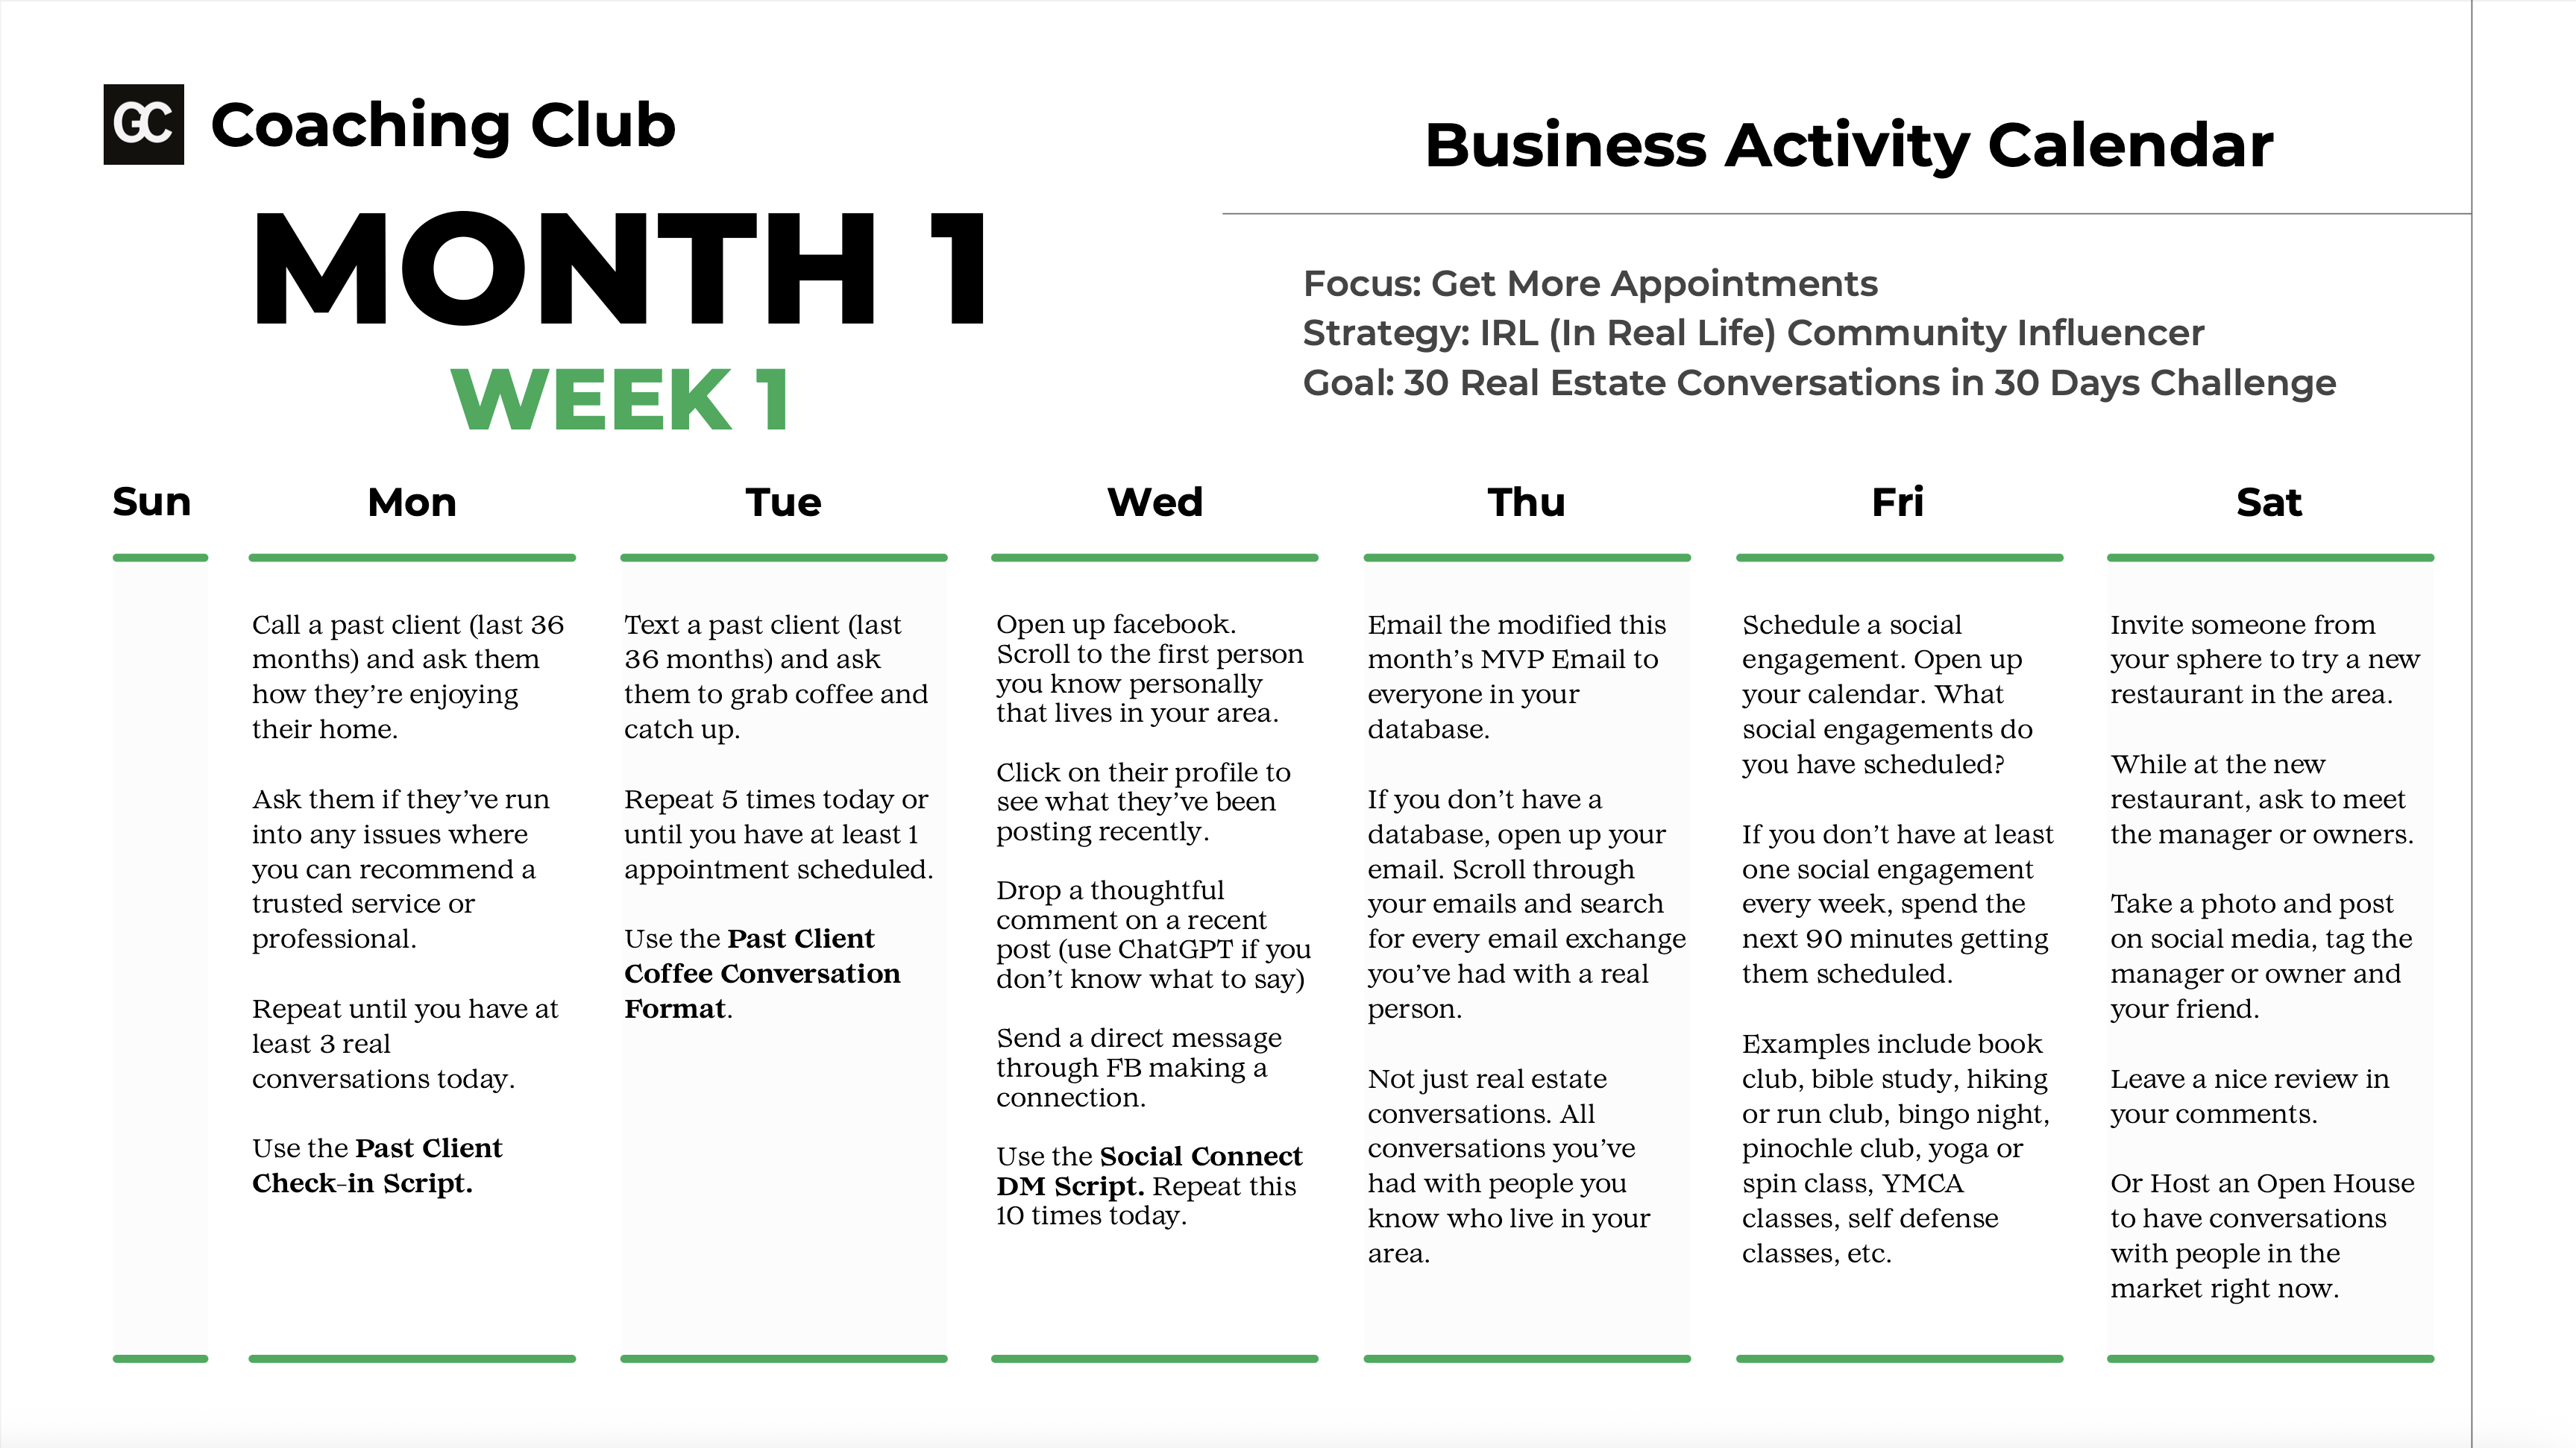 GC Coaching Club
Business Activity Calendar
MONTH 1
WEEK 1
Focus: Get More Appointments
Strategy: IRL (In Real Life) Community Influencer
Goal: 30 Real Estate Conversations in 30 Days Challenge
Sun
Mon
Call a past client (last 36
months) and ask them
how they’re enjoying
their home.
Ask them if they’ve run
into any issues where
you can recommend a
trusted service or
professional.
Repeat until you have at
least 3 real
conversations today.
Use the Past Client
Check-in Script.
Tue
Text a past client (last
36 months) and ask
them to grab coffee and
catch up.
Repeat 5 times today or
until you have at least 1
appointment scheduled.
Use the Past Client
Coffee Conversation
Format.
Wed
Open up facebook.
Scroll to the first person
you know personally
that lives in your area.
Click on their profile to
see what they’ve been
posting recently.
Drop a thoughtful
comment on a recent
post (use ChatGPT if you
don’t know what to say)
Send a direct message
through FB making a
connection.
Use the Social Connect
DM Script. Repeat this
10 times today.
Thu
Email the modified this
month’s MVP Email to
everyone in your
database.
If you don’t have a
database, open up your
email. Scroll through
your emails and search
for every email exchange
you’ve had with a real
person.
Not just real estate
conversations. All
conversations you’ve
had with people you
know who live in your
area.
Fri
Schedule a social
engagement. Open up
your calendar. What
social engagements do
you have scheduled?
If you don’t have at least
one social engagement
every week, spend the
next 90 minutes getting
them scheduled.
Examples include book
club, bible study, hiking
or run club, bingo night,
pinochle club, yoga or
spin class, YMCA
classes, self defense
classes, etc.
Sat
Invite someone from
your sphere to try a new
restaurant in the area.
While at the new
restaurant, ask to meet
the manager or owners.
Take a photo and post
on social media, tag the
manager or owner and
your friend.
Leave a nice review in
your comments.
Or Host an Open House
to have conversations
with people in the
market right now.